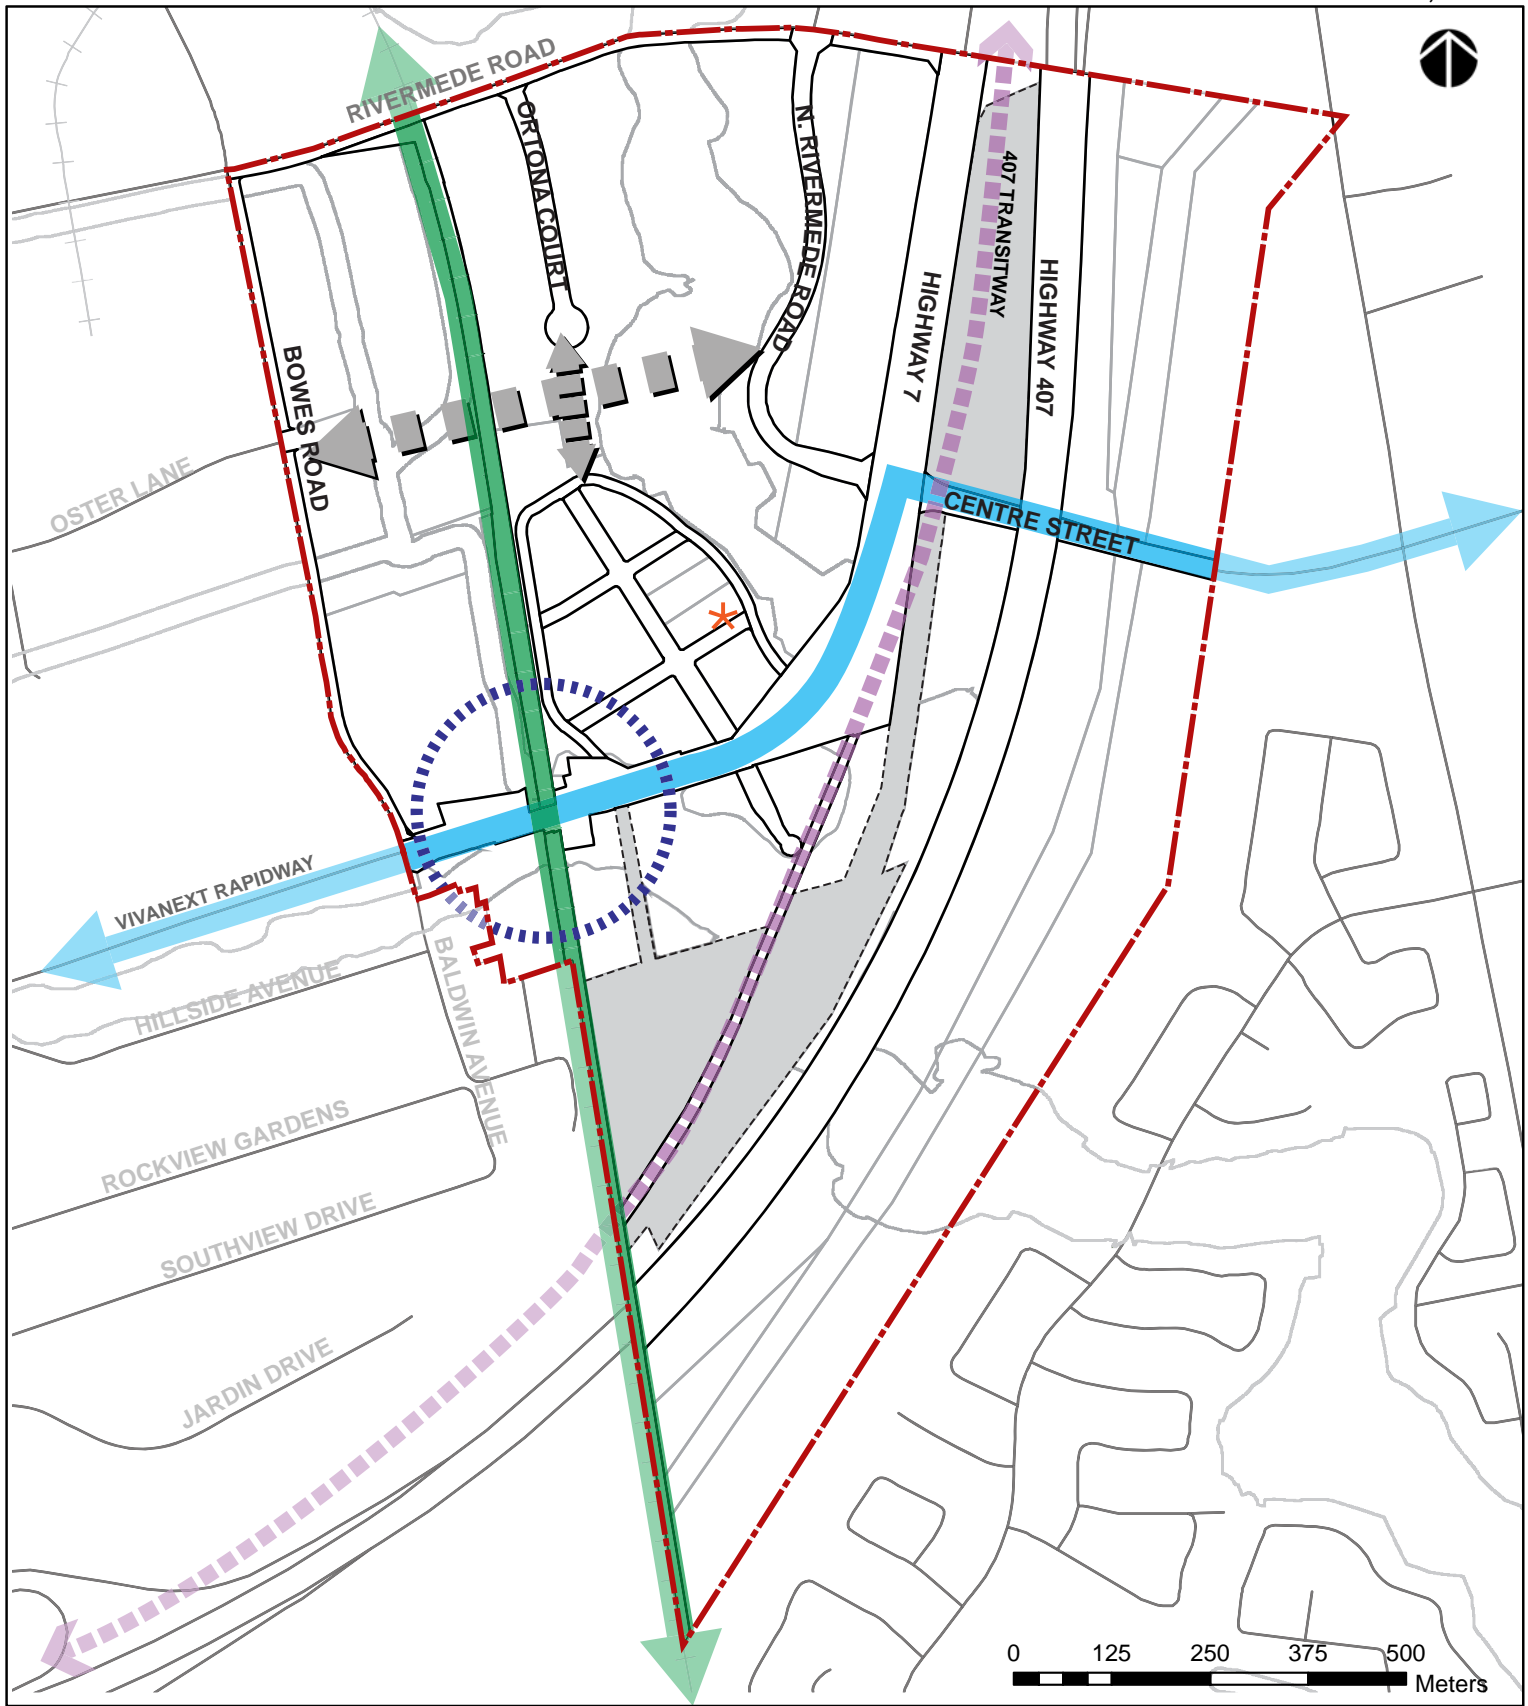 RIVERMEDE ROAD
ORTONA COURT
N. RIVERMEDE ROAD
407 TRANSITWAY
HIGHWAY 7
HIGHWAY 407
BOWES ROAD
OSTER LANE
CENTRE STREET
VIVANEXT RAPIDWAY
HILLSIDE AVENUE
BALDWIN AVENUE
ROCKVIEW GARDENS
SOUTHVIEW DRIVE
JARDIN DRIVE
0 125 250 375 500
Meters